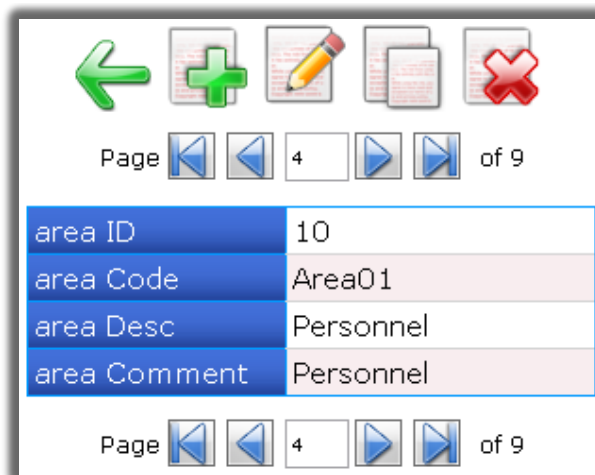 Page 4 of 9
area ID 10
area Code Area01
area Desc Personnel
area Comment Personnel
Page 4 of 9